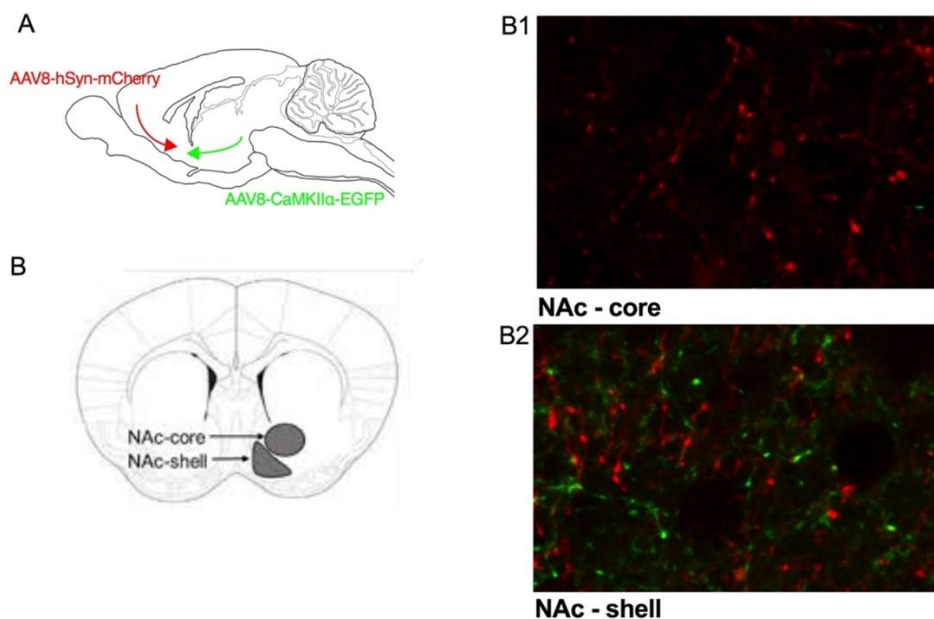 A
AAV8-hSyn-mCherry
AAV8-CaMKIIα-EGFP
B
NAc-core
NAc-shell
B1
NAc - core
B2
NAc - shell